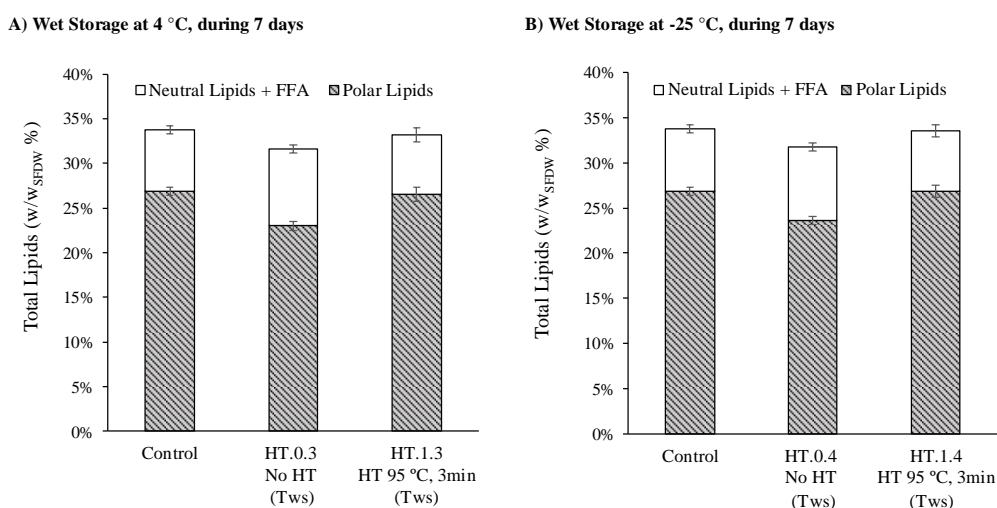 A) Wet Storage at 4 °C, during 7 days
40%
35%
30%
25%
20%
15%
10%
5%
0%
Total Lipids (w/wSFDW %)
Neutral Lipids + FFA
Polar Lipids
Control
HT.0.3
No HT
(Tws)
HT.1.3
HT 95 ºC, 3min
(Tws)
B) Wet Storage at -25 °C, during 7 days
40%
35%
30%
25%
20%
15%
10%
5%
0%
Total Lipids (w/wSFDW %)
Neutral Lipids + FFA
Polar Lipids
Control
HT.0.4
No HT
(Tws)
HT.1.4
HT 95 ºC, 3min
(Tws)